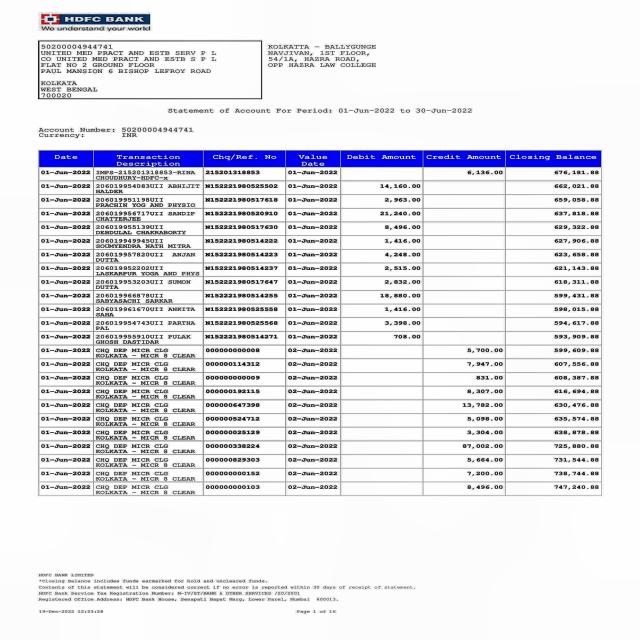 HDFC BANK
We understand your world
50200004944741
UNITED MED PRACT AND ESTB SERV P L
CO UNITED MED PRACT AND ESTB S P L
FLAT NO 2 GROUND FLOOR
PAUL MANSION 6 BISHOP LEFROY ROAD
KOLKATA
WEST BENGAL
700020
KOLKATTA - BALLYGUNGE
NAVJIVAN, 1ST FLOOR,
54/1A, HAZRA ROAD,
OPP HAZRA LAW COLLEGE
Statement of Account For Period: 01-Jun-2022 to 30-Jun-2022
Account Number: 50200004944741
Currency: INR
Date Transaction Description Chq/Ref. No Value Date Debit Amount Credit Amount Closing Balance
01-Jun-2022 IMPS-215201318853-RINA 215201318853 01-Jun-2022 6,136.00 676,181.88
CHOUDHURY-HDFC-x
01-Jun-2022 206019954083UII ABHIJIT N152221980525502 01-Jun-2022 14,160.00 662,021.88
HALDER
01-Jun-2022 206019951198UII N152221980517618 01-Jun-2022 2,963.00 659,058.88
PRACHIN YOG AND PHYSIO
01-Jun-2022 206019956717UII SANDIP N152221980520910 01-Jun-2022 21,240.00 637,818.88
CHATTERJEE
01-Jun-2022 206019955139UII N152221980517630 01-Jun-2022 8,496.00 629,322.88
DEBDULAL CHAKRABORTY
01-Jun-2022 206019949945UII N152221980514222 01-Jun-2022 1,416.00 627,906.88
SOUMYENDRA NATH MITRA
01-Jun-2022 206019957820UII ANJAN N152221980514223 01-Jun-2022 4,248.00 623,658.88
DUTTA
01-Jun-2022 206019952202UII N152221980514237 01-Jun-2022 2,515.00 621,143.88
LASKARPUR YOGA AND PHYS
01-Jun-2022 206019953203UII SUMON N152221980517647 01-Jun-2022 2,832.00 618,311.88
DUTTA
01-Jun-2022 206019966878UII N152221980514255 01-Jun-2022 18,880.00 599,431.88
SABYASACHI SARKAR
01-Jun-2022 206019961670UII ANKITA N152221980525558 01-Jun-2022 1,416.00 598,015.88
SAHA
01-Jun-2022 206019954743UII PARTHA N152221980525568 01-Jun-2022 3,398.00 594,617.88
PAL
01-Jun-2022 206019955910UII PULAK N152221980514271 01-Jun-2022 708.00 593,909.88
GHOSH DASTIDAR
01-Jun-2022 CHQ DEP MICR CLG 000000000008 02-Jun-2022 5,700.00 599,609.88
KOLKATA - MICR 8 CLEAR
01-Jun-2022 CHQ DEP MICR CLG 000000114312 02-Jun-2022 7,947.00 607,556.88
KOLKATA - MICR 8 CLEAR
01-Jun-2022 CHQ DEP MICR CLG 000000000009 02-Jun-2022 831.00 608,387.88
KOLKATA - MICR 8 CLEAR
01-Jun-2022 CHQ DEP MICR CLG 000000192115 02-Jun-2022 8,307.00 616,694.88
KOLKATA - MICR 8 CLEAR
01-Jun-2022 CHQ DEP MICR CLG 000000647398 02-Jun-2022 13,782.00 630,476.88
KOLKATA - MICR 8 CLEAR
01-Jun-2022 CHQ DEP MICR CLG 000000524712 02-Jun-2022 5,098.00 635,574.88
KOLKATA - MICR 8 CLEAR
01-Jun-2022 CHQ DEP MICR CLG 000000025129 02-Jun-2022 3,304.00 638,878.88
KOLKATA - MICR 8 CLEAR
01-Jun-2022 CHQ DEP MICR CLG 000000338224 02-Jun-2022 87,002.00 725,880.88
KOLKATA - MICR 8 CLEAR
01-Jun-2022 CHQ DEP MICR CLG 000000829303 02-Jun-2022 5,664.00 731,544.88
KOLKATA - MICR 8 CLEAR
01-Jun-2022 CHQ DEP MICR CLG 000000000152 02-Jun-2022 7,200.00 738,744.88
KOLKATA - MICR 8 CLEAR
01-Jun-2022 CHQ DEP MICR CLG 000000000103 02-Jun-2022 8,496.00 747,240.88
KOLKATA - MICR 8 CLEAR
HDFC BANK LIMITED
*Closing Balance includes funds earmarked for hold and uncleared funds.
Contents of this statement will be considered correct if no error is reported within 30 days of receipt of statement.
HDFC Bank Service Tax Registration Number: M-IV/ST/BANK & OTHER SERVICES /20/2001
Registered Office Address: HDFC Bank House, Senapati Bapat Marg, Lower Parel, Mumbai 400013.
19-Dec-2022 12:33:28 Page 1 of 16